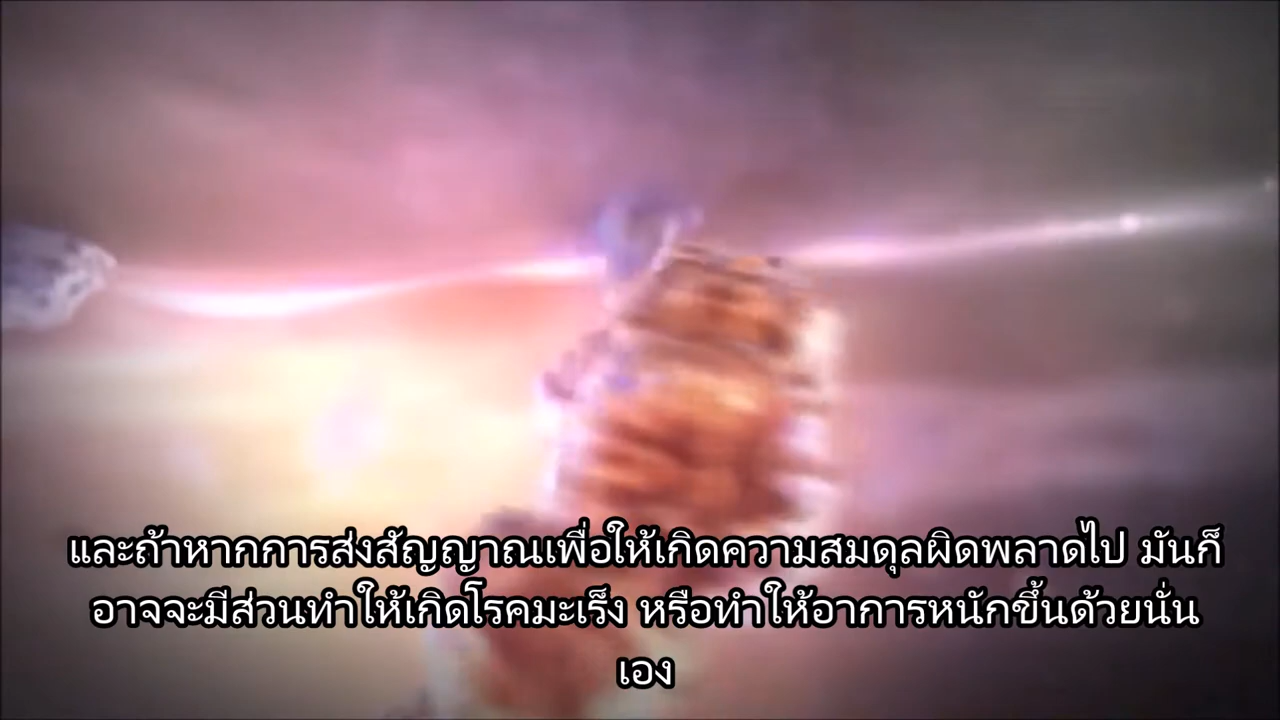 และถ้าหากการส่งสัญญาณเพื่อให้เกิดความสมดุลผิดพลาดไป มันก็
อาจจะมีส่วนทำให้เกิดโรคมะเร็ง หรือทำให้อาการหนักขึ้นด้วยนั่น
เอง